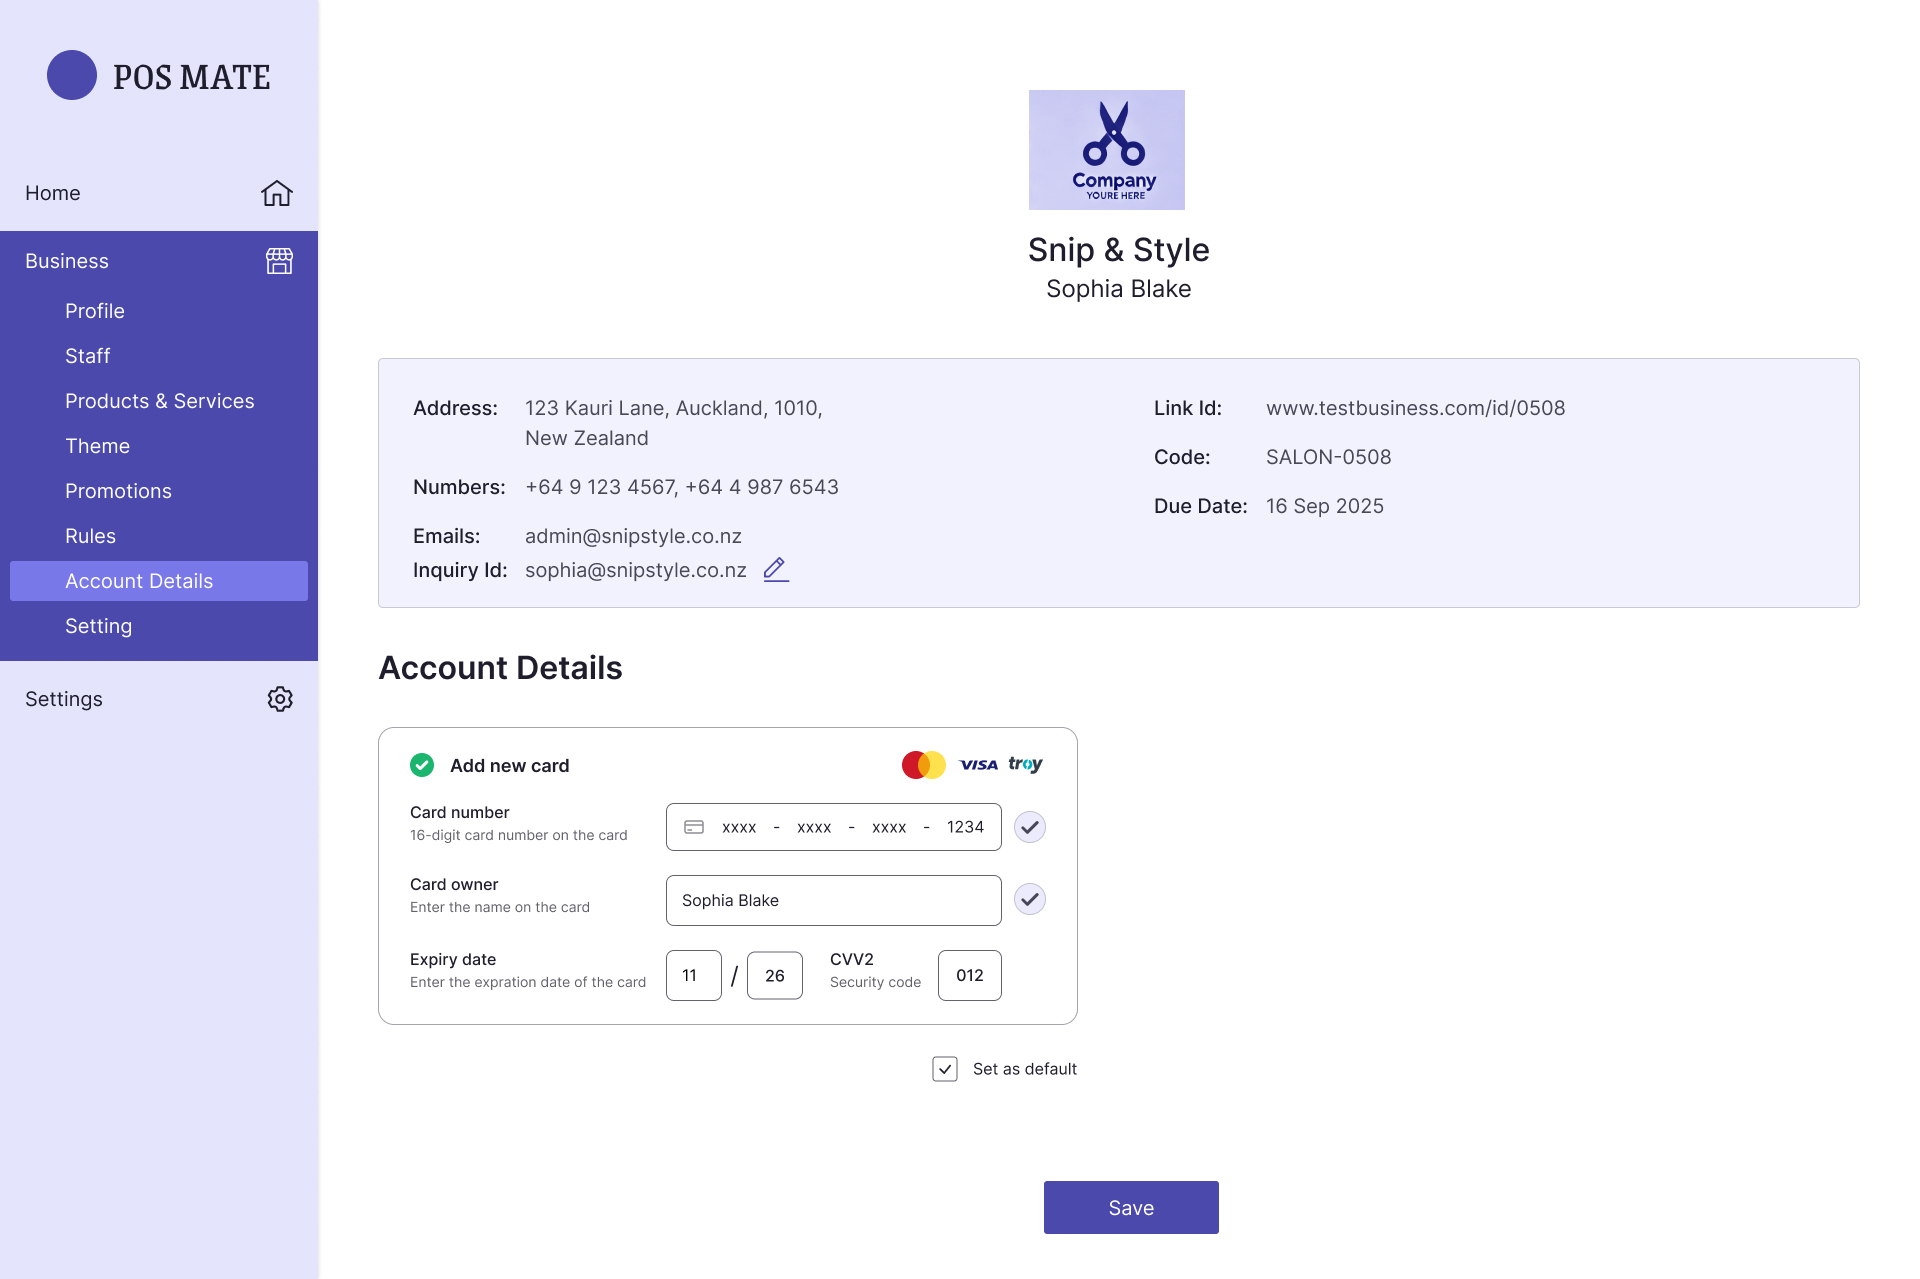 POS MATE
Home
Business
Profile
Staff
Products & Services
Theme
Promotions
Rules
Account Details
Setting
Settings
Company
YOURE HERE
Snip & Style
Sophia Blake
Address: 123 Kauri Lane, Auckland, 1010,
New Zealand
Numbers: +64 9 123 4567, +64 4 987 6543
Emails: admin@snipstyle.co.nz
Inquiry Id: sophia@snipstyle.co.nz
Link Id: www.testbusiness.com/id/0508
Code: SALON-0508
Due Date: 16 Sep 2025
Account Details
Add new card
VISA troy
Card number
16-digit card number on the card
xxxx - xxxx - xxxx - 1234
Card owner
Enter the name on the card
Sophia Blake
Expiry date
Enter the expration date of the card
11 / 26
CVV2
Security code
012
Set as default
Save